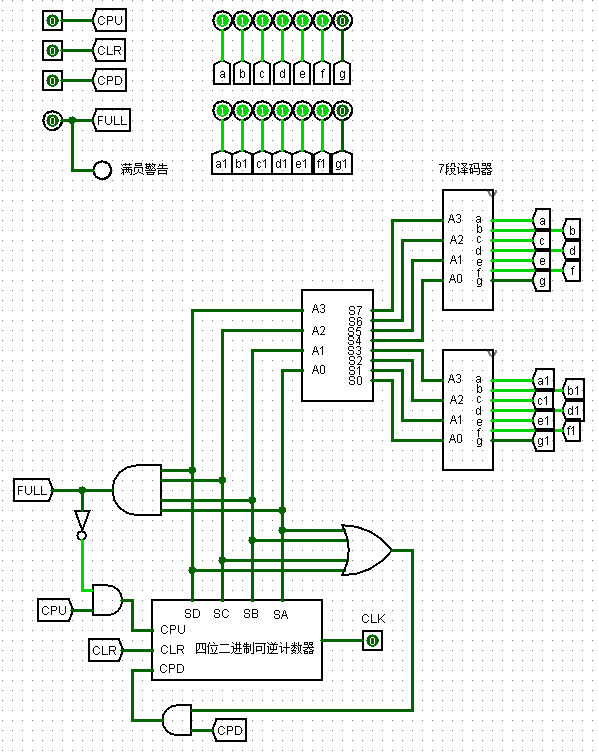 0 CPU
0 CLR
0 CPD
0 FULL
满员警告
1 1 1 1 1 1 0
a b c d e f g
1 1 1 1 1 1 0
a1 b1 c1 d1 e1 f1 g1
7段译码器
A3 a a
b b
A2 c c
d d
A1 e e
f f
A0 g g
A3 S7
S6
A2 S5
S4
A1 S3
S2
A0 S1
S0
A3 a a1
b b1
A2 c c1
d d1
A1 e e1
f f1
A0 g g1
FULL
CPU
CLR
SD SC SB SA
CPU
CLR 四位二进制可逆计数器
CPD
CLK
0
CPD